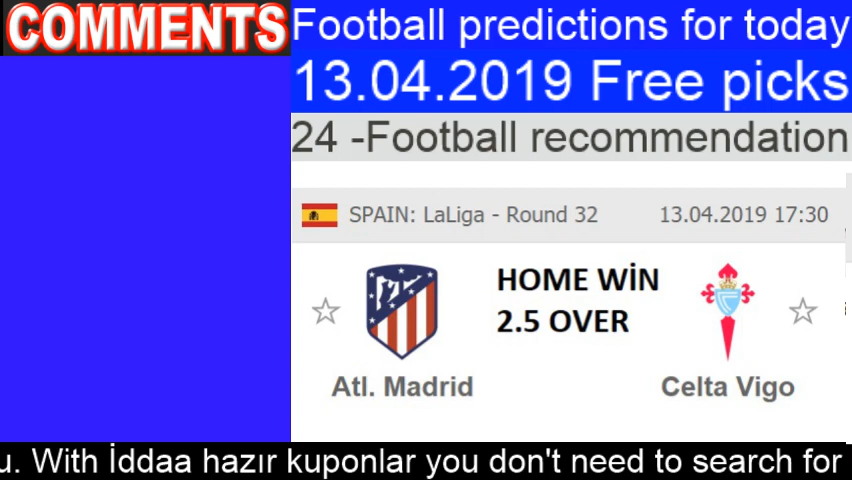 COMMENTS
Football predictions for today
13.04.2019 Free picks
24 -Football recommendation
SPAIN: LaLiga - Round 32 13.04.2019 17:30
HOME WİN
2.5 OVER
Atl. Madrid Celta Vigo
u. With İddaa hazır kuponlar you don't need to search for